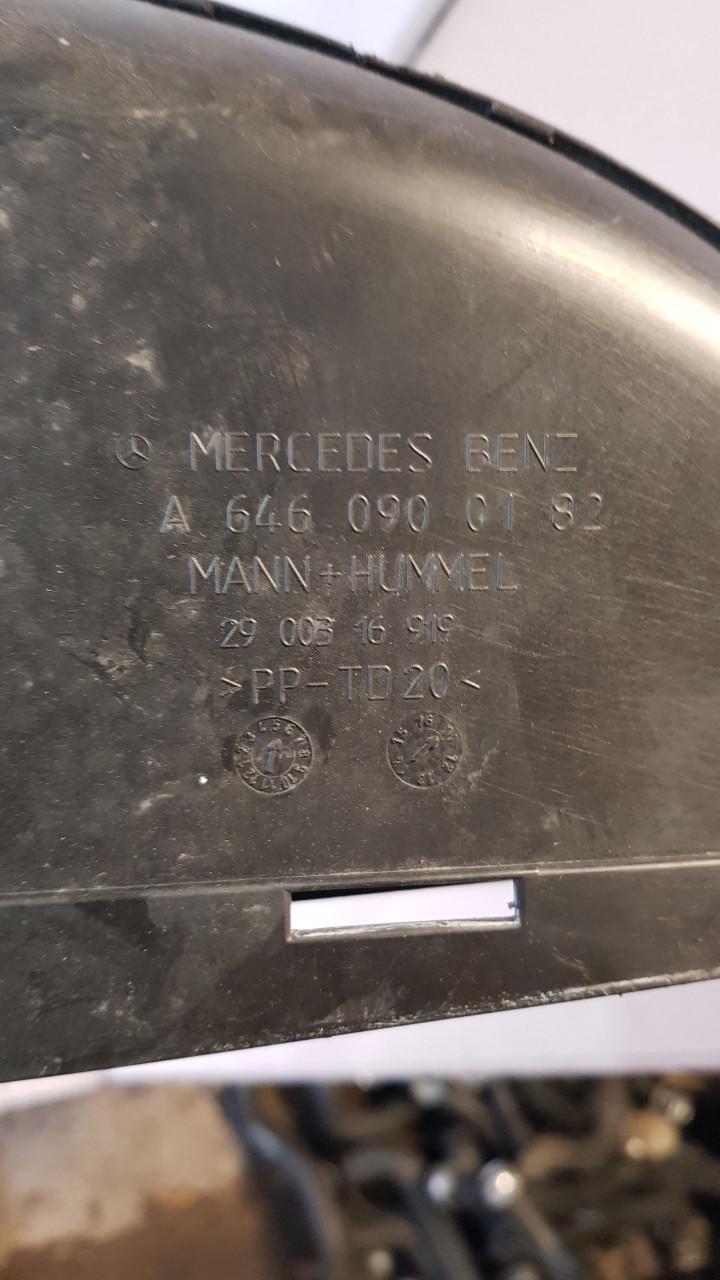 MERCEDES BENZ
A 646 090 01 82
MANN+HUMMEL
29 003 16 919
>PP-TD20<